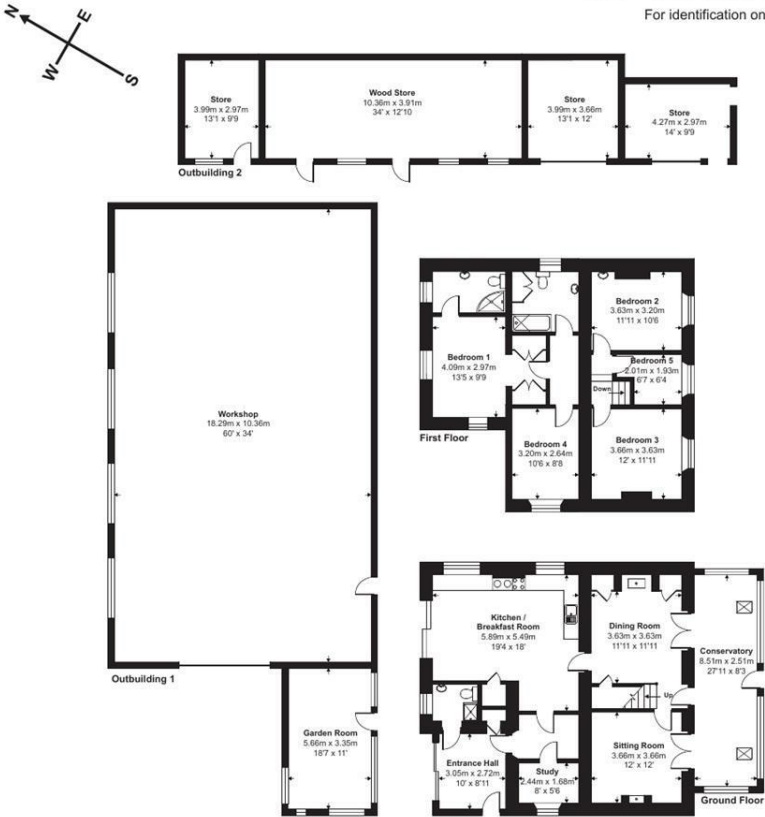 For identification on
N
E
W
S
Store
3.99m x 2.97m
13'1 x 9'9
Wood Store
10.36m x 3.91m
34' x 12'10
Store
3.99m x 3.66m
13'1 x 12'
Store
4.27m x 2.97m
14' x 9'9
Outbuilding 2
Workshop
18.29m x 10.36m
60' x 34'
Outbuilding 1
Garden Room
5.66m x 3.35m
18'7 x 11'
Bedroom 1
4.09m x 2.97m
13'5 x 9'9
Bedroom 2
3.63m x 3.20m
11'11 x 10'6
Bedroom 5
2.01m x 1.93m
6'7 x 6'4
Down
Bedroom 3
3.66m x 3.63m
12' x 11'11
Bedroom 4
3.20m x 2.64m
10'6 x 8'8
First Floor
Kitchen /
Breakfast Room
5.89m x 5.49m
19'4 x 18'
Dining Room
3.63m x 3.63m
11'11 x 11'11
Conservatory
8.51m x 2.51m
27'11 x 8'3
Up
Sitting Room
3.66m x 3.66m
12' x 12'
Entrance Hall
3.05m x 2.72m
10' x 8'11
Study
2.44m x 1.68m
8' x 5'6
Ground Floor